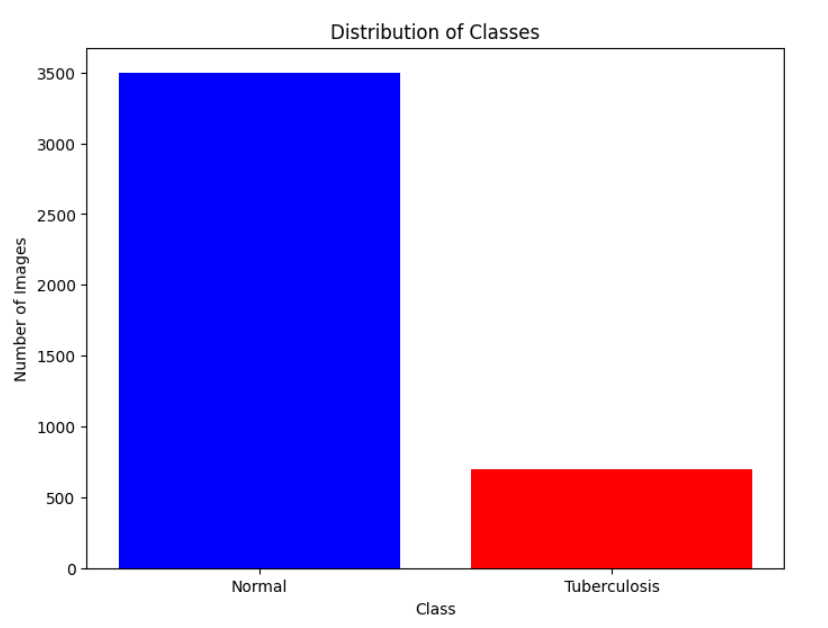 Distribution of Classes
Number of Images
3500
3000
2500
2000
1500
1000
500
0
Normal
Tuberculosis
Class